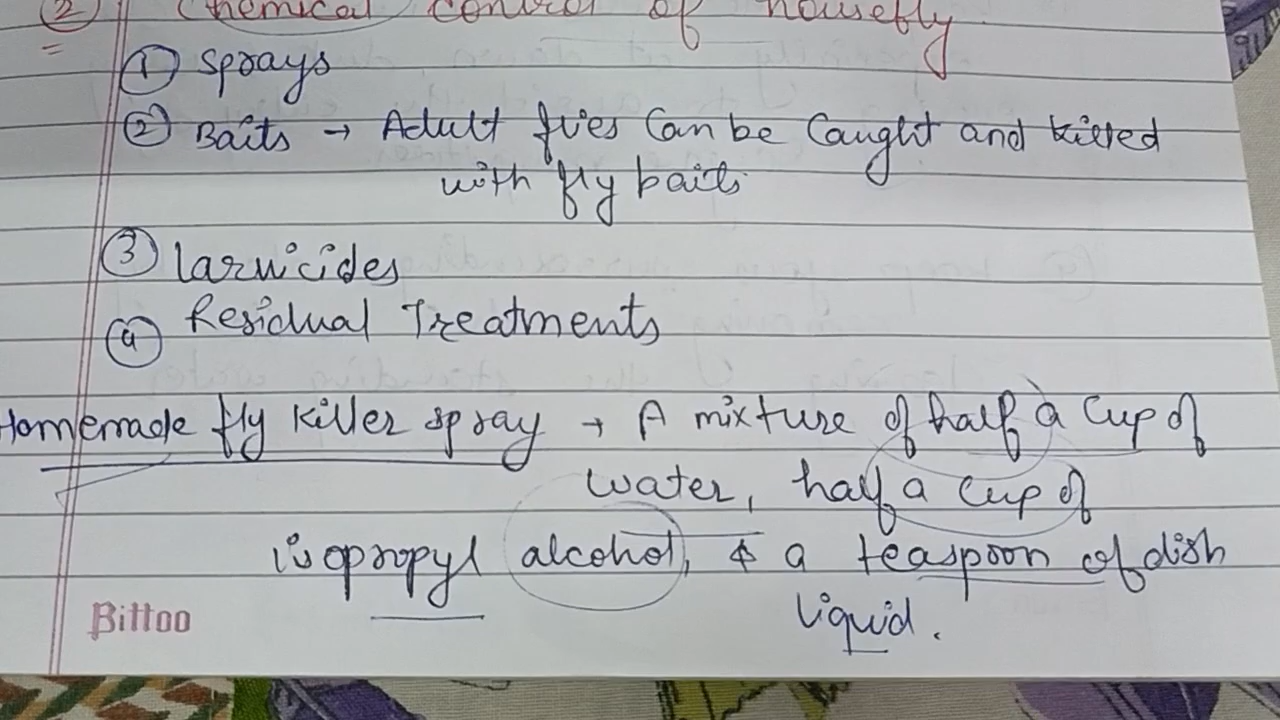 ② Chemical control of housefly.
① Sprays
② Baits → Adult flies can be caught and killed
with fly baits.
③ larvicides
④ Residual Treatments
Homemade fly killer spray → A mixture of half a cup of
water, half a cup of
isopropyl alcohol, & a teaspoon of dish
liquid.
Bittoo